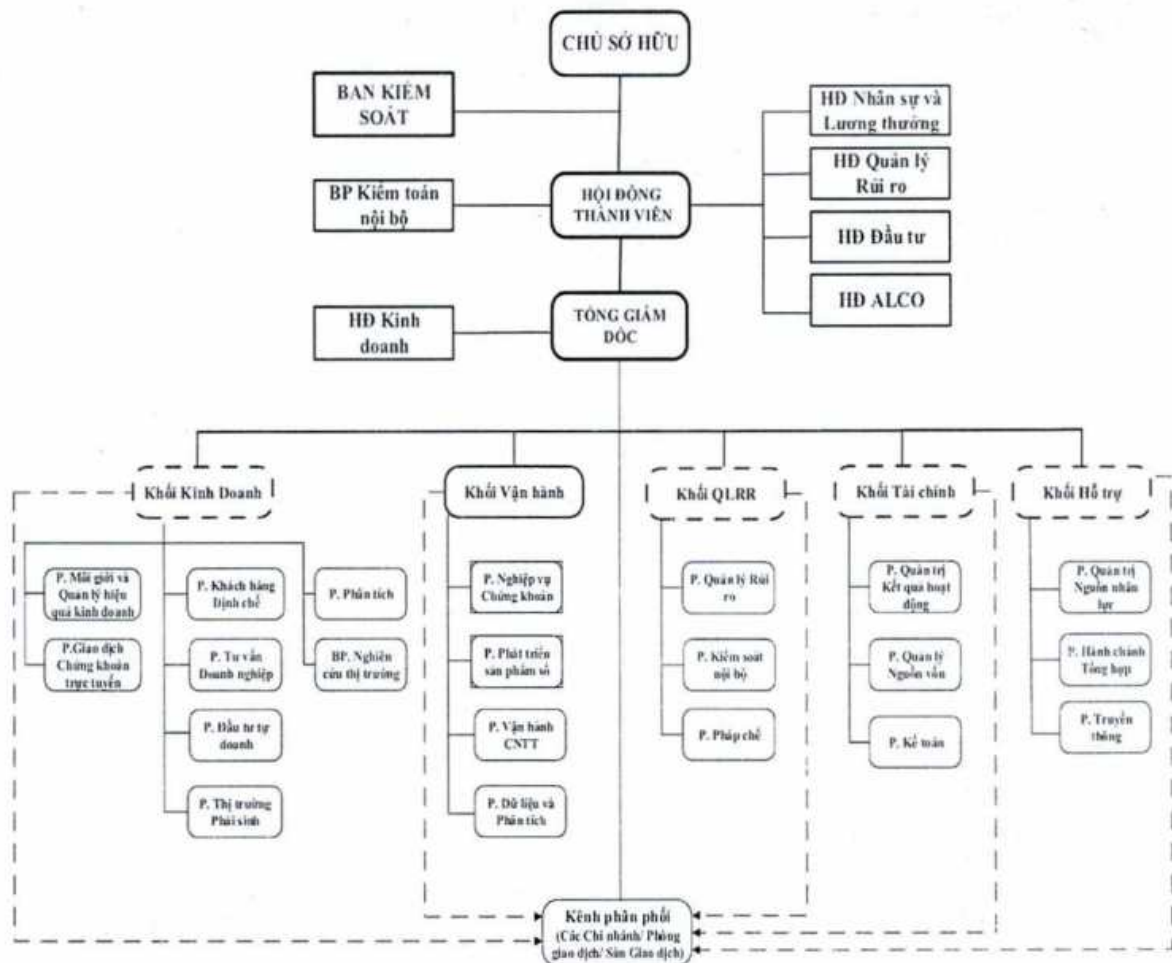 CHỦ SỞ HỮU
BAN KIỂM
SOÁT
HĐ Nhân sự và
Lương thưởng
HĐ Quản lý
Rủi ro
BP Kiểm toán
nội bộ
HỘI ĐỒNG
THÀNH VIÊN
HĐ Đầu tư
HĐ ALCO
HĐ Kinh
doanh
TỔNG GIÁM
ĐỐC
Khối Kinh Doanh
Khối Vận hành
Khối QLRR
Khối Tài chính
Khối Hỗ trợ
P. Môi giới và
Quản lý hiệu
quả kinh doanh
P.Giao dịch
Chứng khoán
trực tuyến
P. Khách hàng
Định chế
P. Tư vấn
Doanh nghiệp
P. Đầu tư tự
doanh
P. Thị trường
Phái sinh
P. Phân tích
BP. Nghiên
cứu thị trường
P. Nghiệp vụ
Chứng khoán
P. Phát triển
sản phẩm số
P. Vận hành
CNTT
P. Dữ liệu và
Phân tích
P. Quản lý Rủi
ro
P. Kiểm soát
nội bộ
P. Pháp chế
P. Quản trị
Kết quả hoạt
động
P. Quản lý
Nguồn vốn
P. Kế toán
P. Quản trị
Nguồn nhân
lực
P. Hành chánh
Tổng hợp
P. Truyền
thông
Kênh phân phối
(Các Chi nhánh/ Phòng
giao dịch/ Sàn Giao dịch)